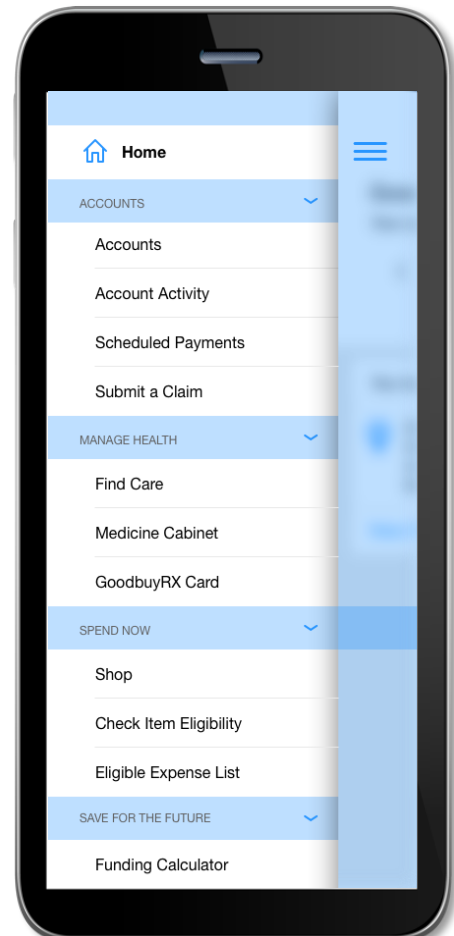 Home
ACCOUNTS
Accounts
Account Activity
Scheduled Payments
Submit a Claim
MANAGE HEALTH
Find Care
Medicine Cabinet
GoodbuyRX Card
SPEND NOW
Shop
Check Item Eligibility
Eligible Expense List
SAVE FOR THE FUTURE
Funding Calculator